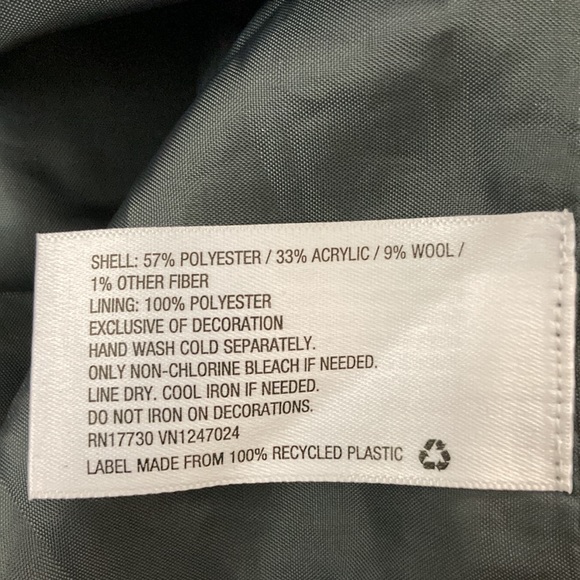 SHELL: 57% POLYESTER / 33% ACRYLIC / 9% WOOL /
1% OTHER FIBER
LINING: 100% POLYESTER
EXCLUSIVE OF DECORATION
HAND WASH COLD SEPARATELY.
ONLY NON-CHLORINE BLEACH IF NEEDED.
LINE DRY. COOL IRON IF NEEDED.
DO NOT IRON ON DECORATIONS.
RN17730 VN1247024
LABEL MADE FROM 100% RECYCLED PLASTIC